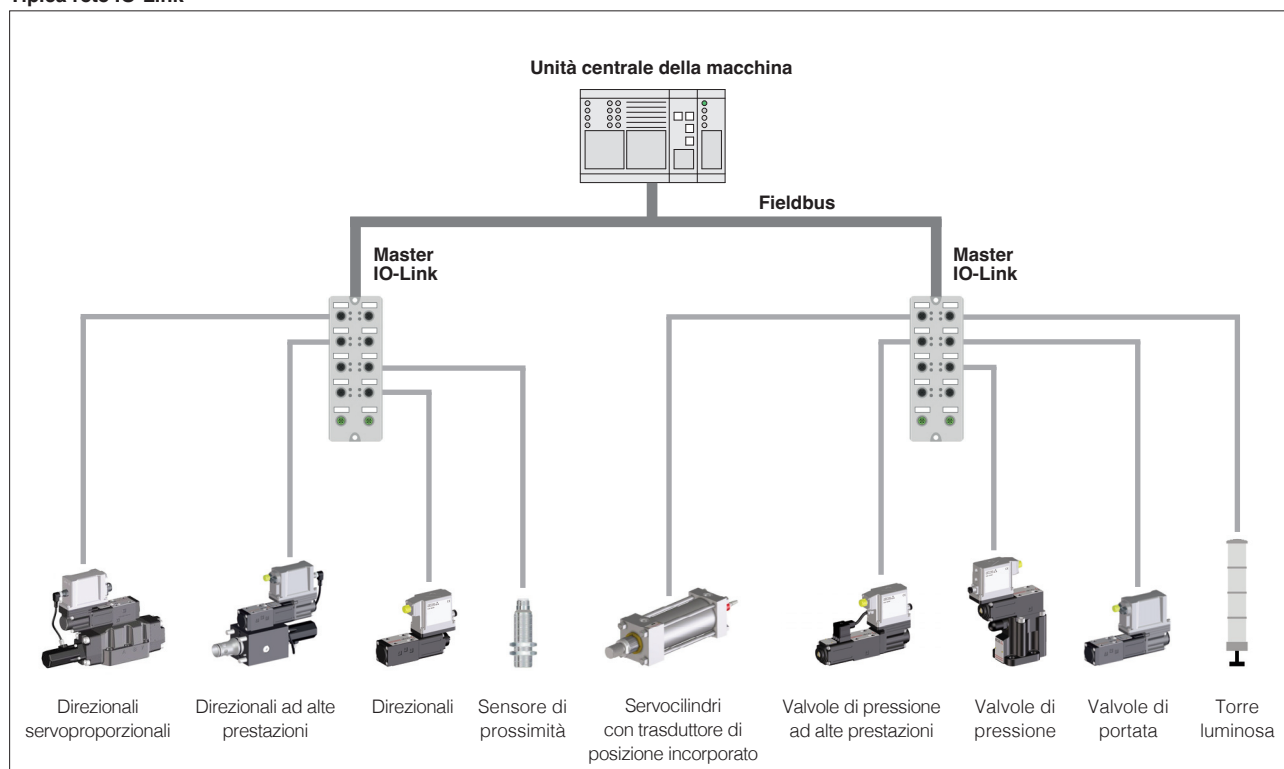 Unità centrale della macchina
Fieldbus
Master
IO-Link
Master
IO-Link
Direzionali
servoproporzionali
Direzionali ad alte
prestazioni
Direzionali
Sensore di
prossimità
Servocilindri
con trasduttore di
posizione incorporato
Valvole di pressione
ad alte prestazioni
Valvole di
pressione
Valvole di
portata
Torre
luminosa